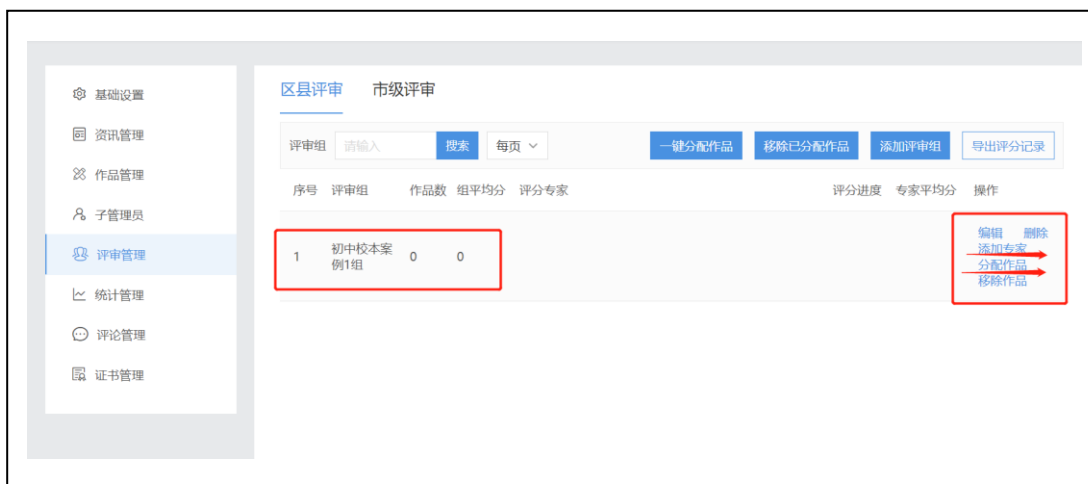 基础设置
资讯管理
作品管理
子管理员
评审管理
统计管理
评论管理
证书管理
区县评审 市级评审
评审组 请输入 搜索 每页 一键分配作品 移除已分配作品 添加评审组 导出评分记录
序号 评审组 作品数 组平均分 评分专家 评分进度 专家平均分 操作
1 初中校本案例1组 0 0
编辑 删除
添加专家
分配作品
移除作品